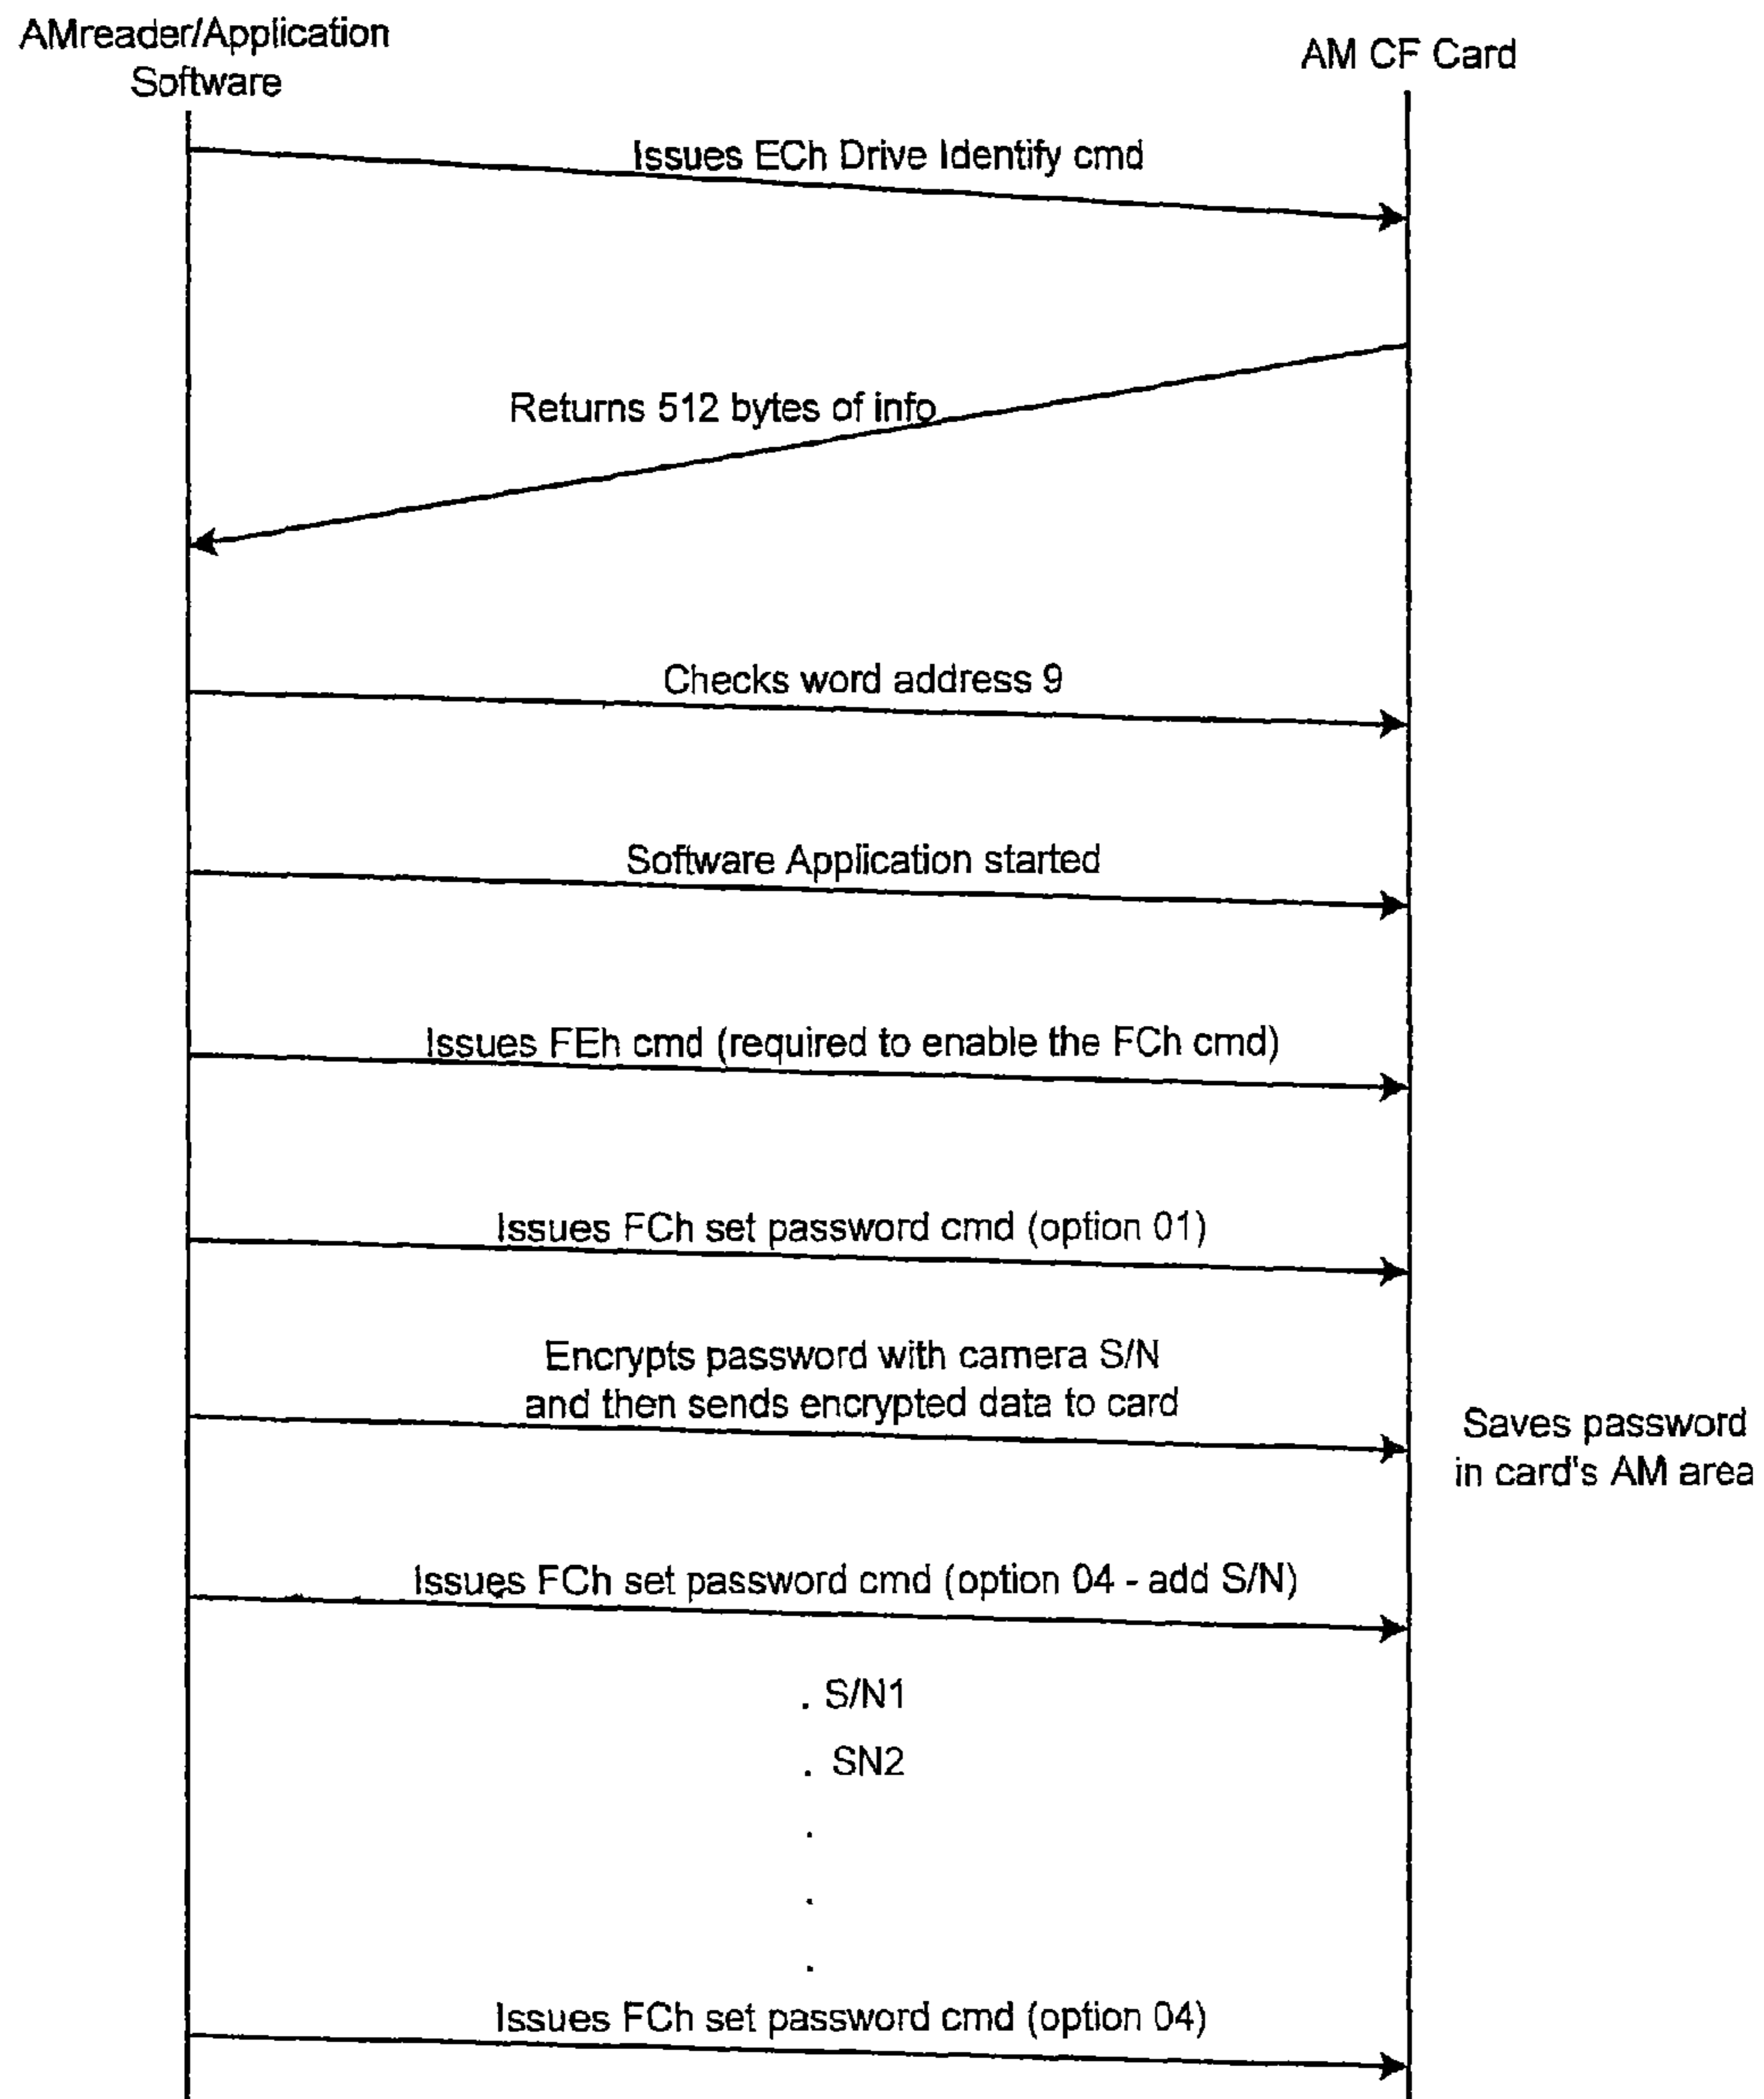 AMreader/Application
Software
AM CF Card
Issues ECh Drive Identify cmd
Returns 512 bytes of info
Checks word address 9
Software Application started
Issues FEh cmd (required to enable the FCh cmd)
Issues FCh set password cmd (option 01)
Encrypts password with camera S/N
and then sends encrypted data to card
Saves password
in card's AM area
Issues FCh set password cmd (option 04 - add S/N)
. S/N1
. SN2
.
.
.
Issues FCh set password cmd (option 04)